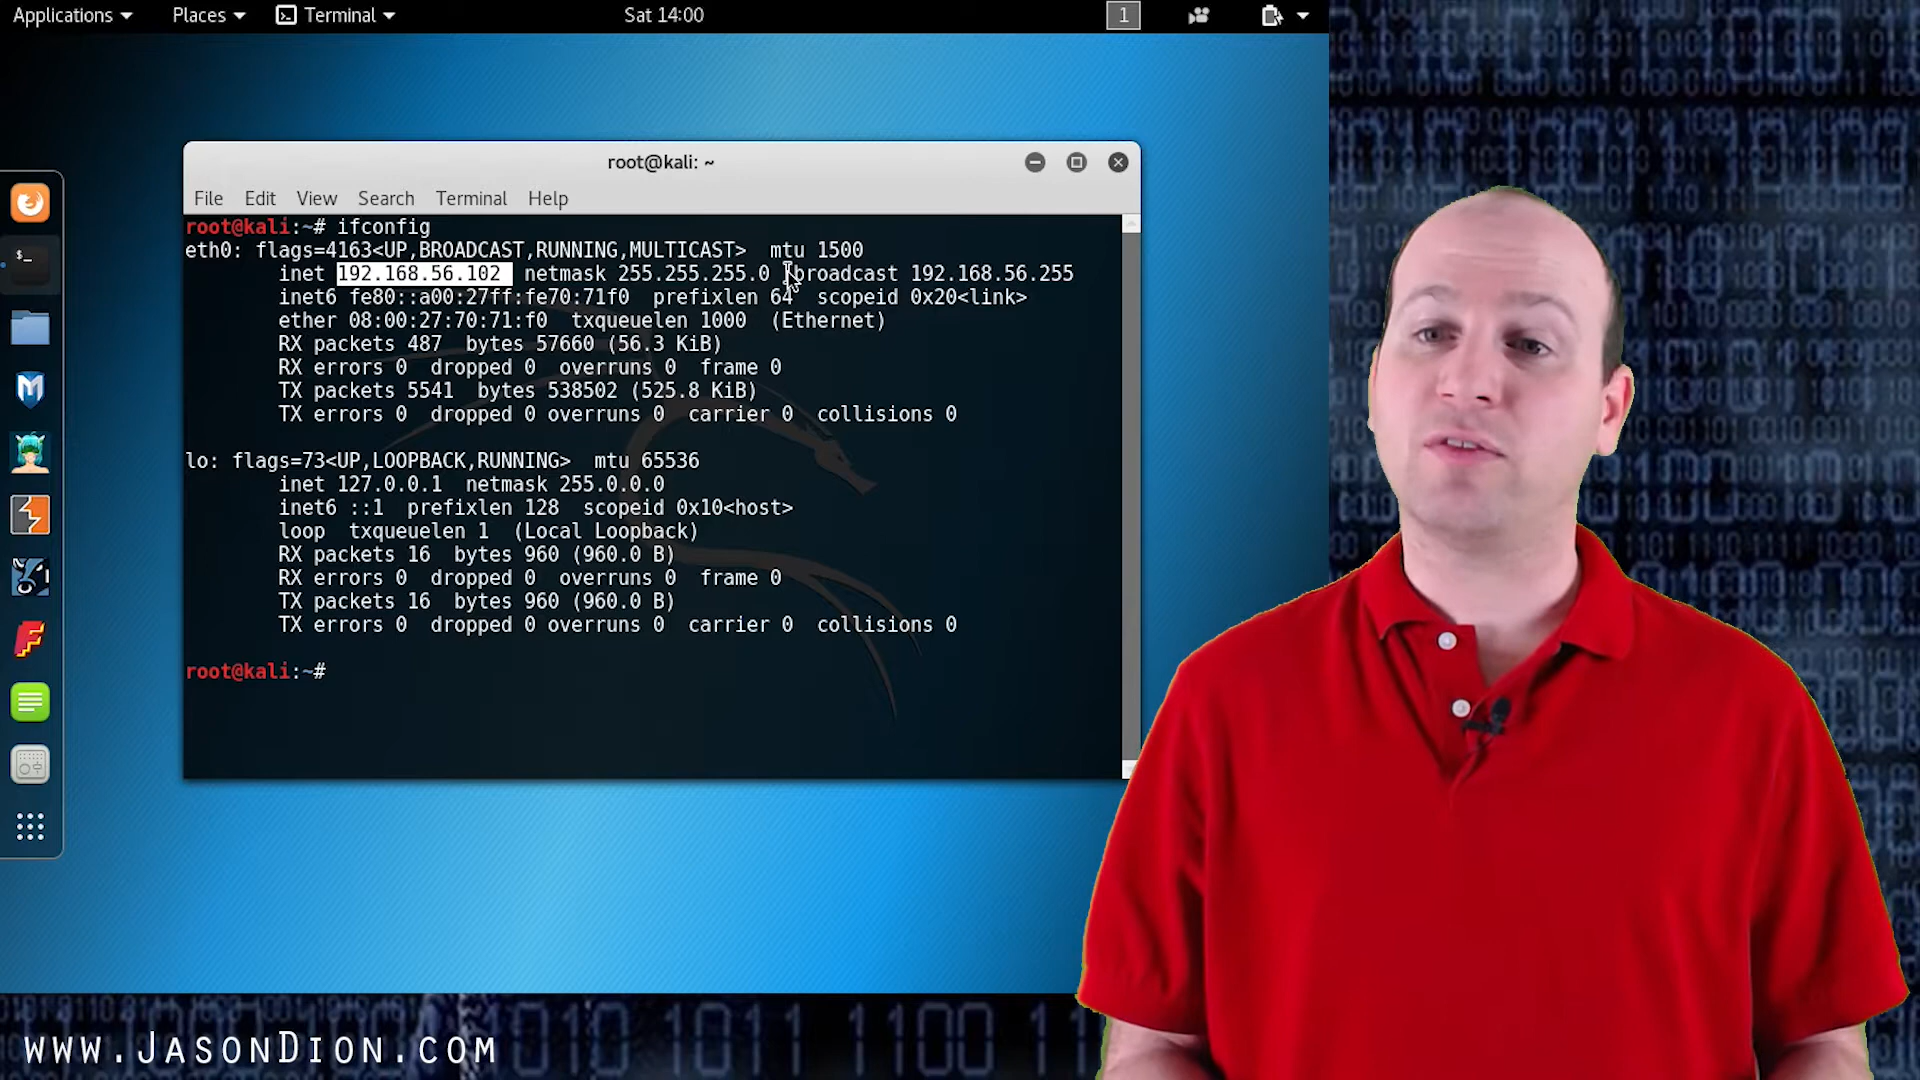 Applications Places Terminal Sat 14:00 1
root@kali: ~
File Edit View Search Terminal Help
root@kali:~# ifconfig
eth0: flags=4163<UP,BROADCAST,RUNNING,MULTICAST>  mtu 1500
inet 192.168.56.102  netmask 255.255.255.0  broadcast 192.168.56.255
inet6 fe80::a00:27ff:fe70:71f0  prefixlen 64  scopeid 0x20<link>
ether 08:00:27:70:71:f0  txqueuelen 1000  (Ethernet)
RX packets 487  bytes 57660 (56.3 KiB)
RX errors 0  dropped 0  overruns 0  frame 0
TX packets 5541  bytes 538502 (525.8 KiB)
TX errors 0  dropped 0 overruns 0  carrier 0  collisions 0
lo: flags=73<UP,LOOPBACK,RUNNING>  mtu 65536
inet 127.0.0.1  netmask 255.0.0.0
inet6 ::1  prefixlen 128  scopeid 0x10<host>
loop  txqueuelen 1  (Local Loopback)
RX packets 16  bytes 960 (960.0 B)
RX errors 0  dropped 0  overruns 0  frame 0
TX packets 16  bytes 960 (960.0 B)
TX errors 0  dropped 0 overruns 0  carrier 0  collisions 0
root@kali:~#
www.JasonDion.com